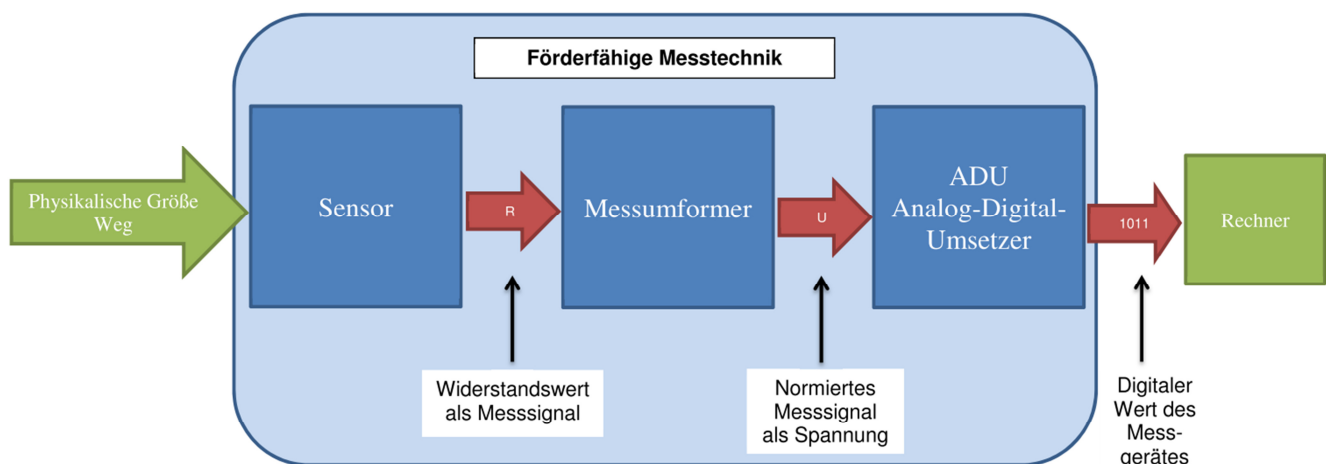 Förderfähige Messtechnik
Physikalische Größe
Weg
Sensor
R
Messumformer
U
ADU
Analog-Digital-
Umsetzer
1011
Rechner
Widerstandswert
als Messsignal
Normiertes
Messsignal
als Spannung
Digitaler
Wert des
Mess-
gerätes